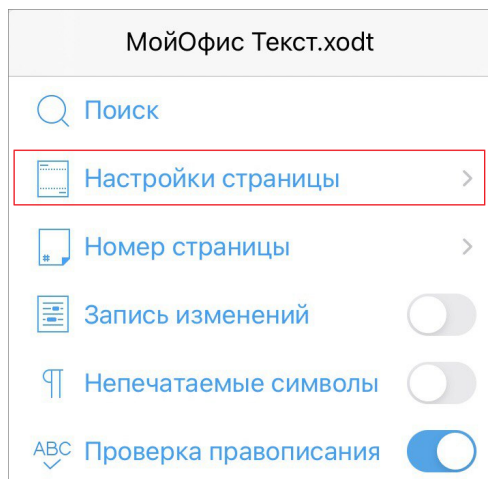 МойОфис Текст.xodt
Поиск
Настройки страницы
# Номер страницы
Запись изменений
Непечатаемые символы
ABC Проверка правописания